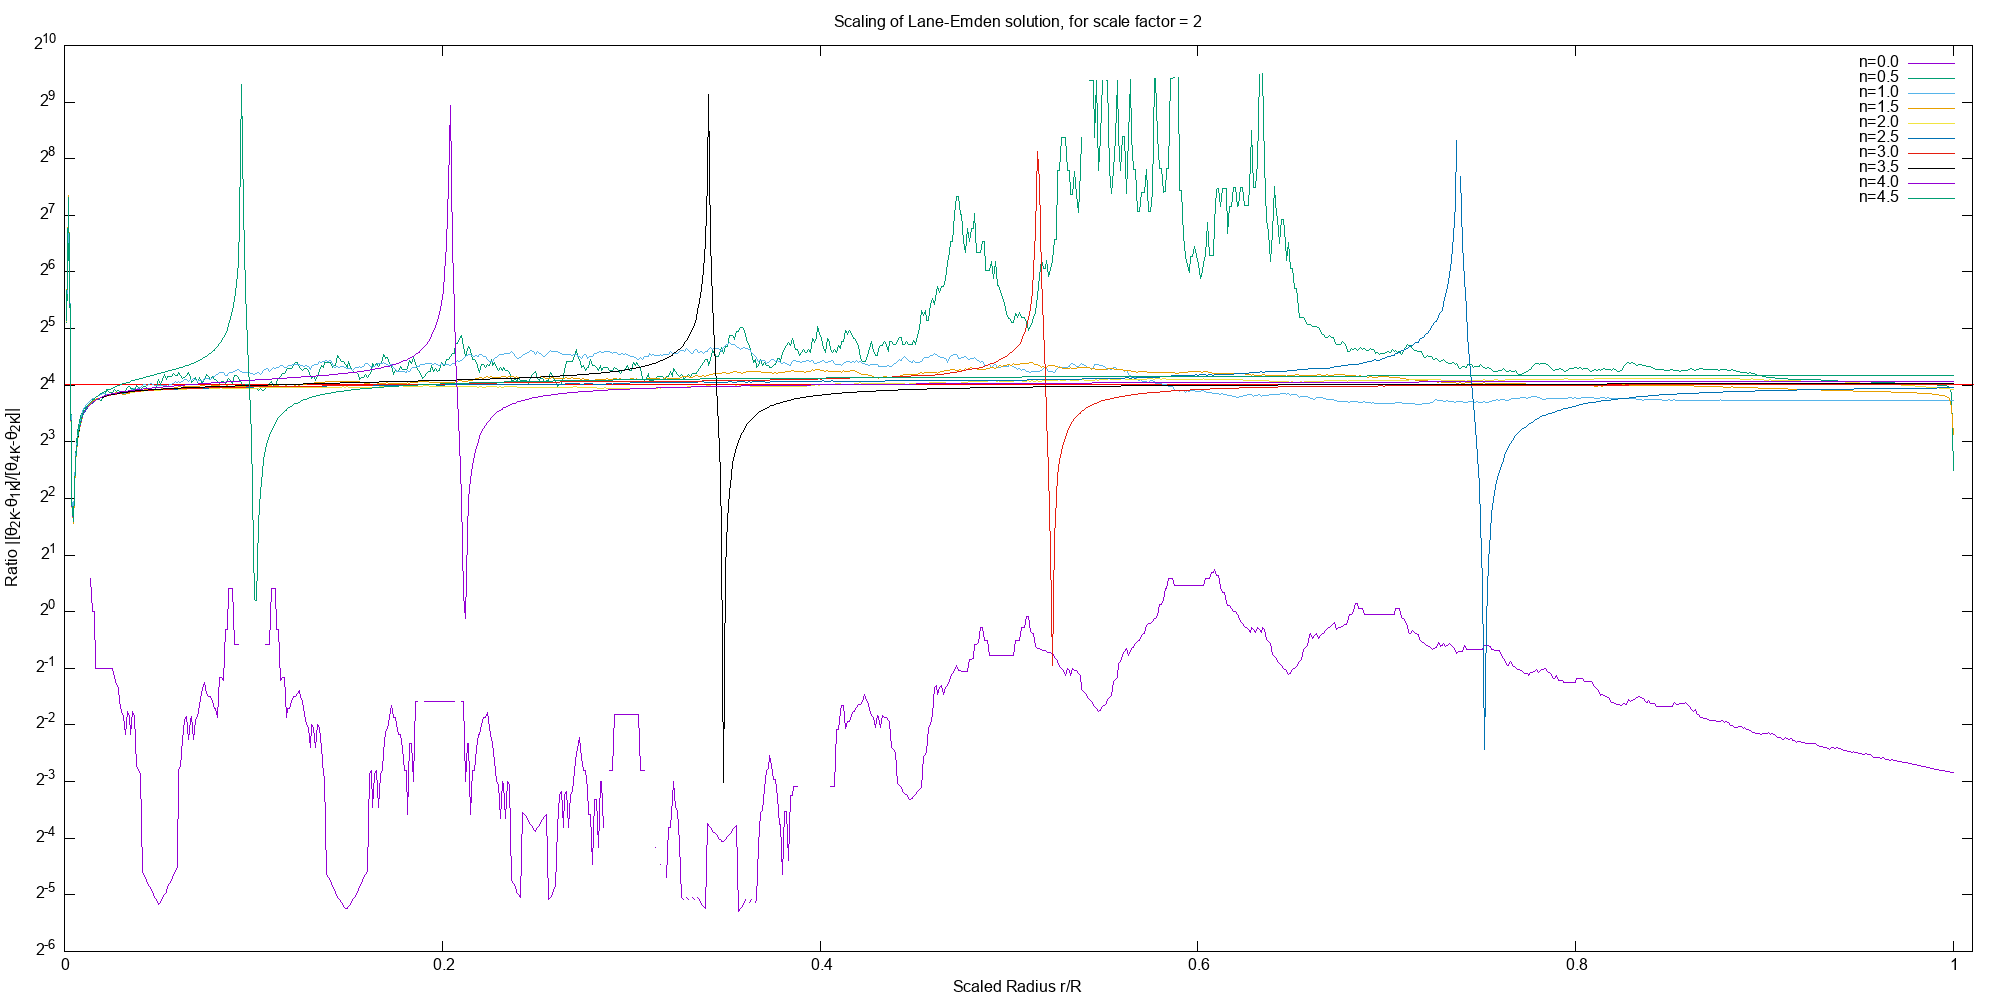 Scaling of Lane-Emden solution, for scale factor = 2
2^10
2^9
2^8
2^7
2^6
2^5
2^4
2^3
2^2
2^1
2^0
2^-1
2^-2
2^-3
2^-4
2^-5
2^-6
Ratio |[θ2K-θ1K]/[θ4K-θ2K]|
n=0.0
n=0.5
n=1.0
n=1.5
n=2.0
n=2.5
n=3.0
n=3.5
n=4.0
n=4.5
0 0.2 0.4 0.6 0.8 1
Scaled Radius r/R